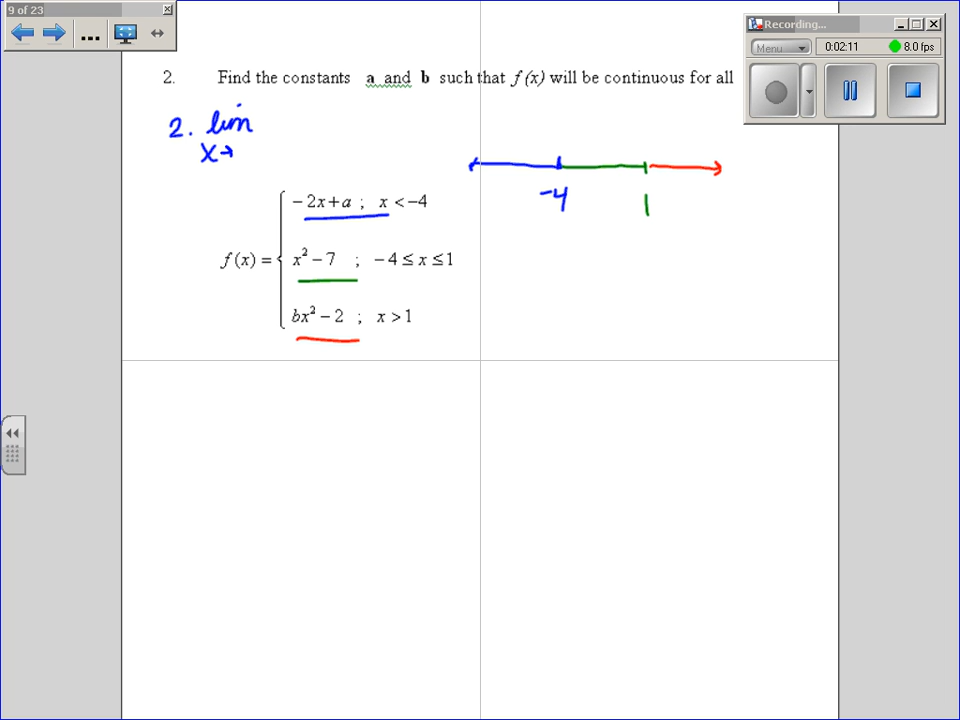 9 of 23
...
Recording...
Menu
0:02:11
8.0 fps
2. Find the constants a and b such that f (x) will be continuous for all
2. lim
x→
-4
1
f (x) = { − 2x + a ; x < −4
x² − 7 ; − 4 ≤ x ≤ 1
bx² − 2 ; x > 1